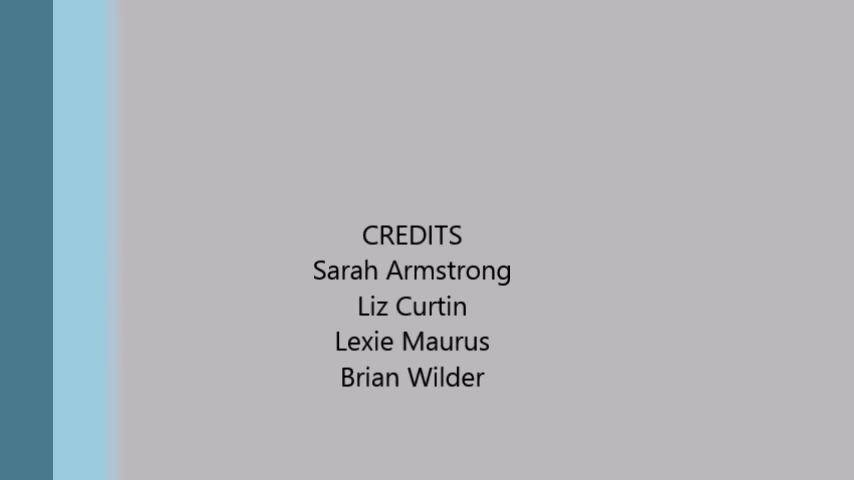 CREDITS
Sarah Armstrong
Liz Curtin
Lexie Maurus
Brian Wilder